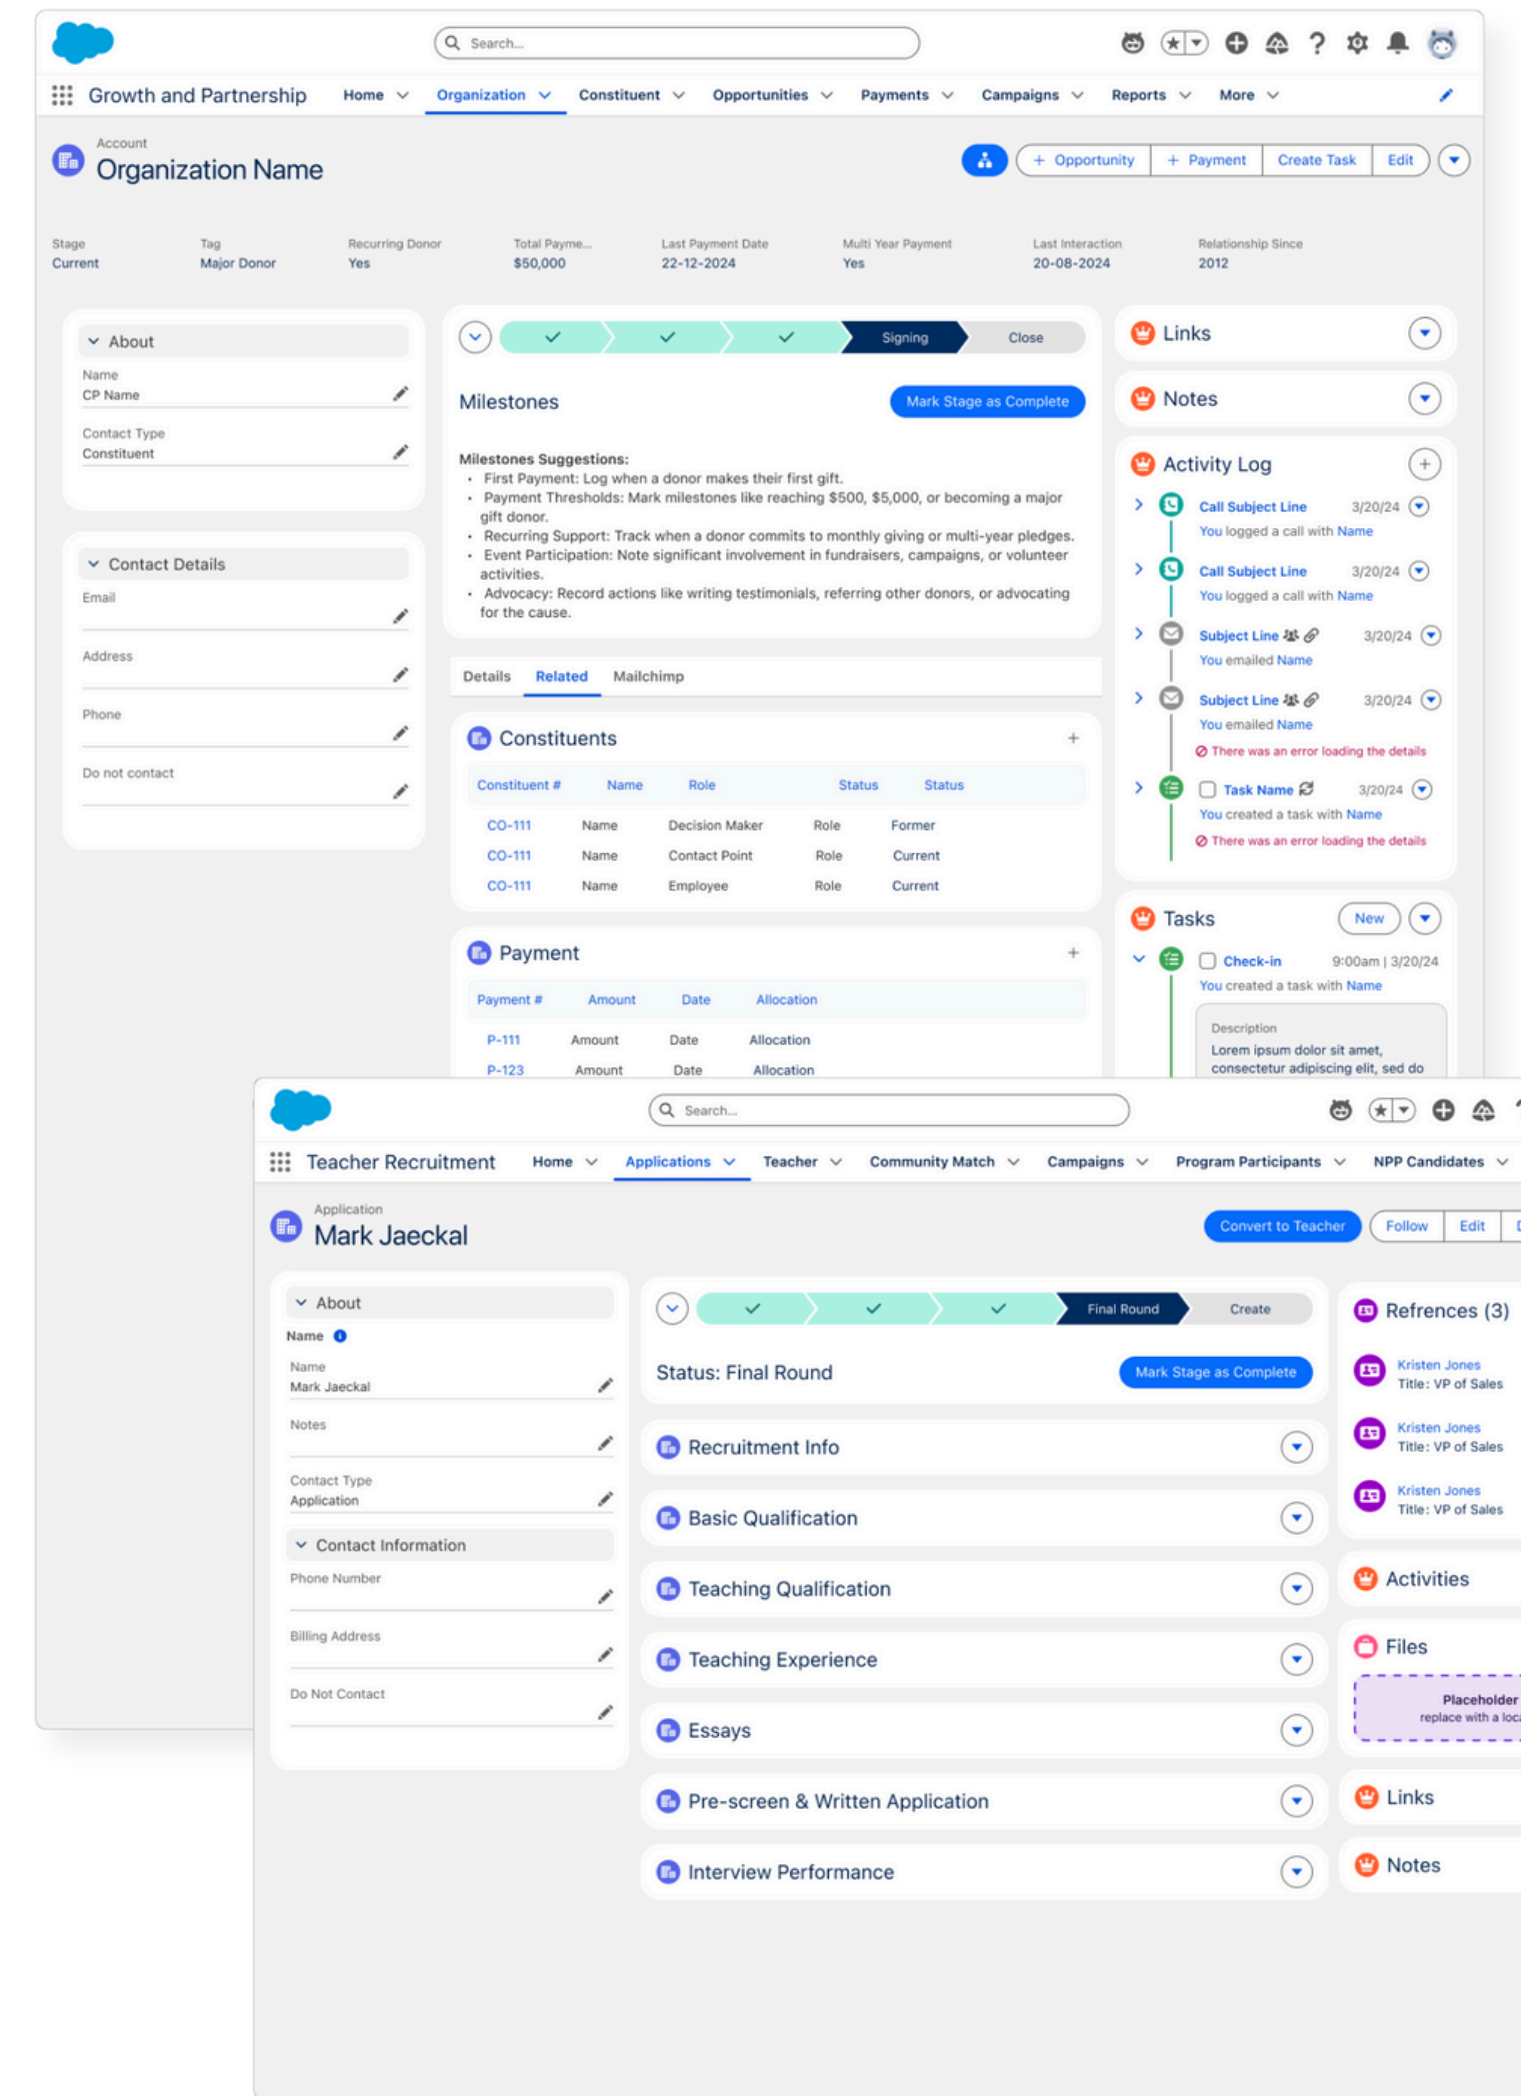 Search...
Growth and Partnership Home Organization Constituent Opportunities Payments Campaigns Reports More
Account
Organization Name
+ Opportunity + Payment Create Task Edit
Stage Tag Recurring Donor Total Payme... Last Payment Date Multi Year Payment Last Interaction Relationship Since
Current Major Donor Yes $50,000 22-12-2024 Yes 20-08-2024 2012
About
Name
CP Name
Contact Type
Constituent
Contact Details
Email
Address
Phone
Do not contact
Signing Close
Milestones
Mark Stage as Complete
Milestones Suggestions:
• First Payment: Log when a donor makes their first gift.
• Payment Thresholds: Mark milestones like reaching $500, $5,000, or becoming a major
gift donor.
• Recurring Support: Track when a donor commits to monthly giving or multi-year pledges.
• Event Participation: Note significant involvement in fundraisers, campaigns, or volunteer
activities.
• Advocacy: Record actions like writing testimonials, referring other donors, or advocating
for the cause.
Details Related Mailchimp
Constituents
Constituent # Name Role Status Status
CO-111 Name Decision Maker Role Former
CO-111 Name Contact Point Role Current
CO-111 Name Employee Role Current
Payment
Payment # Amount Date Allocation
P-111 Amount Date Allocation
P-123 Amount Date Allocation
Links
Notes
Activity Log
Call Subject Line 3/20/24
You logged a call with Name
Call Subject Line 3/20/24
You logged a call with Name
Subject Line 3/20/24
You emailed Name
Subject Line 3/20/24
You emailed Name
There was an error loading the details
Task Name 3/20/24
You created a task with Name
There was an error loading the details
Tasks New
Check-in 9:00am | 3/20/24
You created a task with Name
Description
Lorem ipsum dolor sit amet,
consectetur adipiscing elit, sed do
Search...
Teacher Recruitment Home Applications Teacher Community Match Campaigns Program Participants NPP Candidates
Application
Mark Jaeckal
Convert to Teacher Follow Edit
About
Name
Name
Mark Jaeckal
Notes
Contact Type
Application
Contact Information
Phone Number
Billing Address
Do Not Contact
Final Round Create
Status: Final Round
Mark Stage as Complete
Recruitment Info
Basic Qualification
Teaching Qualification
Teaching Experience
Essays
Pre-screen & Written Application
Interview Performance
Refrences (3)
Kristen Jones
Title: VP of Sales
Kristen Jones
Title: VP of Sales
Kristen Jones
Title: VP of Sales
Activities
Files
Placeholder
replace with a
Links
Notes